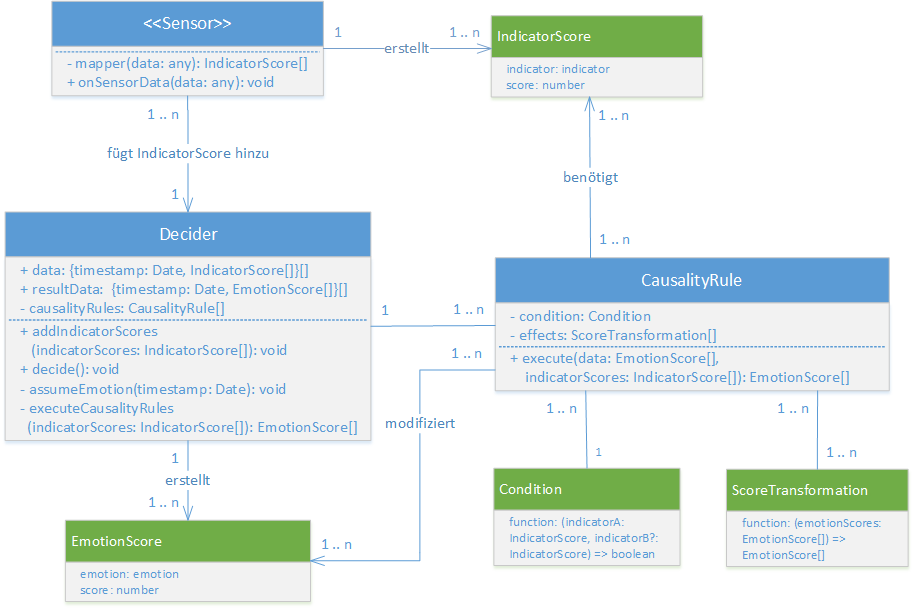 <<Sensor>>
- mapper(data: any): IndicatorScore[]
+ onSensorData(data: any): void
1
1 .. n
erstellt
IndicatorScore
indicator: indicator
score: number
1 .. n
fügt IndicatorScore hinzu
1
1 .. n
benötigt
1 .. n
Decider
+ data: {timestamp: Date, IndicatorScore[]}[]
+ resultData: {timestamp: Date, EmotionScore[]}[]
- causalityRules: CausalityRule[]
+ addIndicatorScores
(indicatorScores: IndicatorScore[]): void
+ decide(): void
- assumeEmotion(timestamp: Date): void
- executeCausalityRules
(indicatorScores: IndicatorScore[]): EmotionScore[]
1
1 .. n
CausalityRule
- condition: Condition
- effects: ScoreTransformation[]
+ execute(data: EmotionScore[],
indicatorScores: IndicatorScore[]): EmotionScore[]
1 .. n
modifiziert
1 .. n
1
erstellt
1 .. n
EmotionScore
emotion: emotion
score: number
1 .. n
1
Condition
function: (indicatorA:
IndicatorScore, indicatorB?:
IndicatorScore) => boolean
1 .. n
1 .. n
ScoreTransformation
function: (emotionScores:
EmotionScore[]) =>
EmotionScore[]